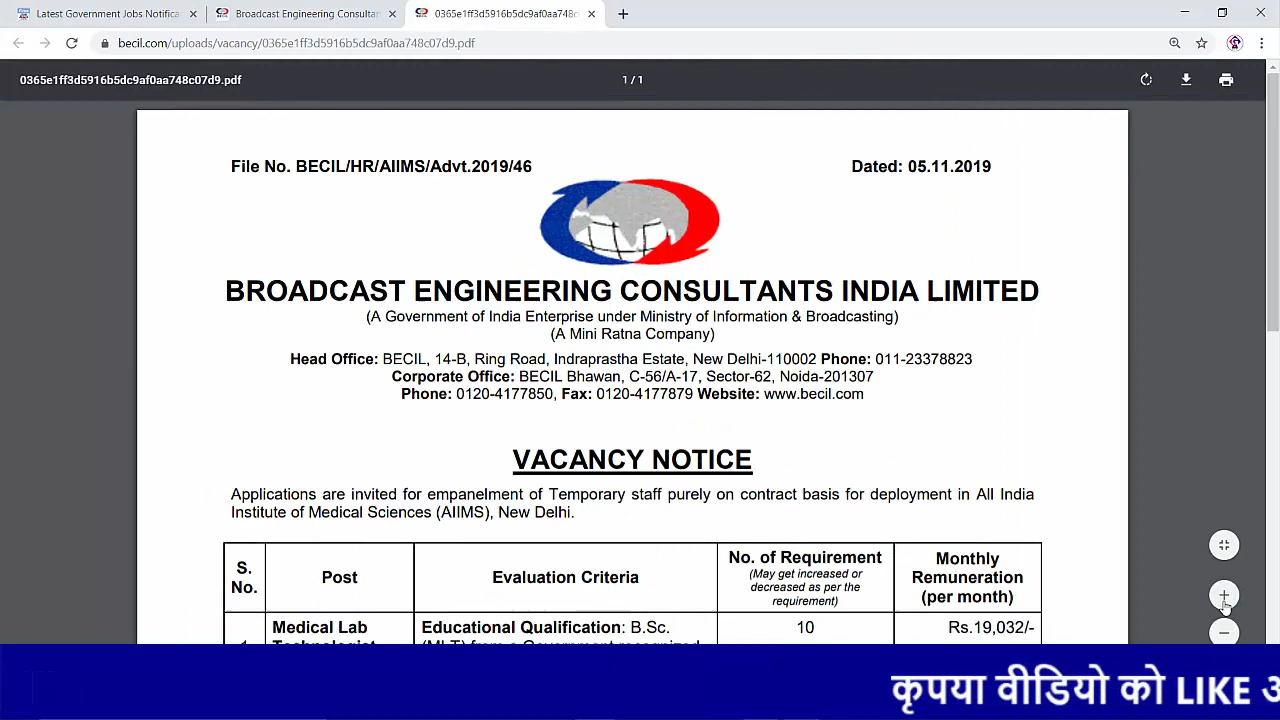 Latest Government Jobs Notifica
Broadcast Engineering Consultan
0365e1ff3d5916b5dc9af0aa748c07d9
becil.com/uploads/vacancy/0365e1ff3d5916b5dc9af0aa748c07d9.pdf
0365e1ff3d5916b5dc9af0aa748c07d9.pdf
1 / 1
File No. BECIL/HR/AIIMS/Advt.2019/46
Dated: 05.11.2019
BROADCAST ENGINEERING CONSULTANTS INDIA LIMITED
(A Government of India Enterprise under Ministry of Information & Broadcasting)
(A Mini Ratna Company)
Head Office: BECIL, 14-B, Ring Road, Indraprastha Estate, New Delhi-110002 Phone: 011-23378823
Corporate Office: BECIL Bhawan, C-56/A-17, Sector-62, Noida-201307
Phone: 0120-4177850, Fax: 0120-4177879 Website: www.becil.com
VACANCY NOTICE
Applications are invited for empanelment of Temporary staff purely on contract basis for deployment in All India
Institute of Medical Sciences (AIIMS), New Delhi.
S.
No.
Post
Evaluation Criteria
No. of Requirement
(May get increased or
decreased as per the
requirement)
Monthly
Remuneration
(per month)
Medical Lab
Technologist
Educational Qualification: B.Sc.
(MLT) from a Government recognized
10
Rs.19,032/-
कृपया वीडियो को LIKE